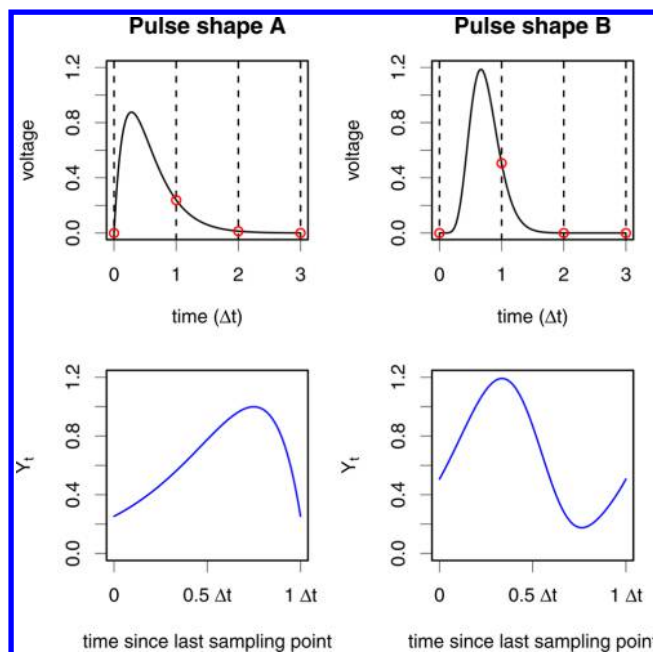 Pulse shape A
Pulse shape B
voltage
0.0 0.4 0.8 1.2
0 1 2 3
time (Δt)
voltage
0.0 0.4 0.8 1.2
0 1 2 3
time (Δt)
Yt
0.0 0.4 0.8 1.2
0 0.5 Δt 1 Δt
time since last sampling point
Yt
0.0 0.4 0.8 1.2
0 0.5 Δt 1 Δt
time since last sampling point